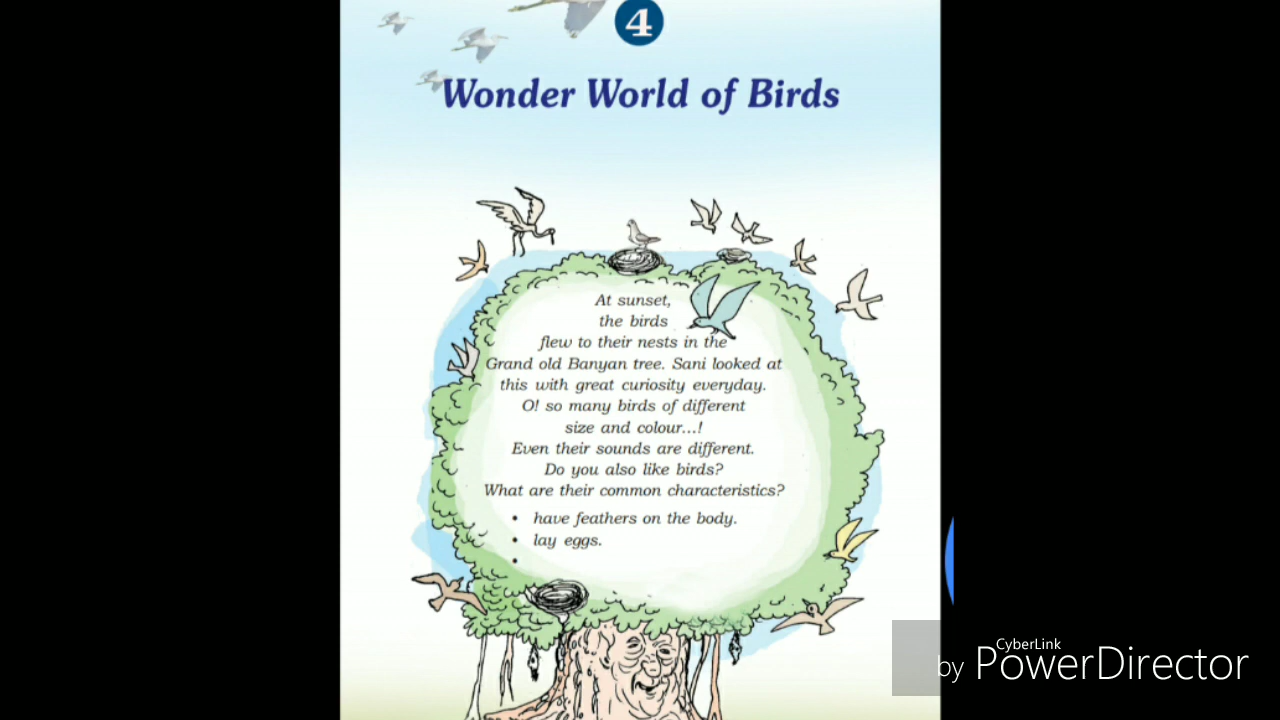 4
Wonder World of Birds
At sunset,
the birds
flew to their nests in the
Grand old Banyan tree. Sani looked at
this with great curiosity everyday.
O! so many birds of different
size and colour...!
Even their sounds are different.
Do you also like birds?
What are their common characteristics?
• have feathers on the body.
• lay eggs.
•
CyberLink
by PowerDirector